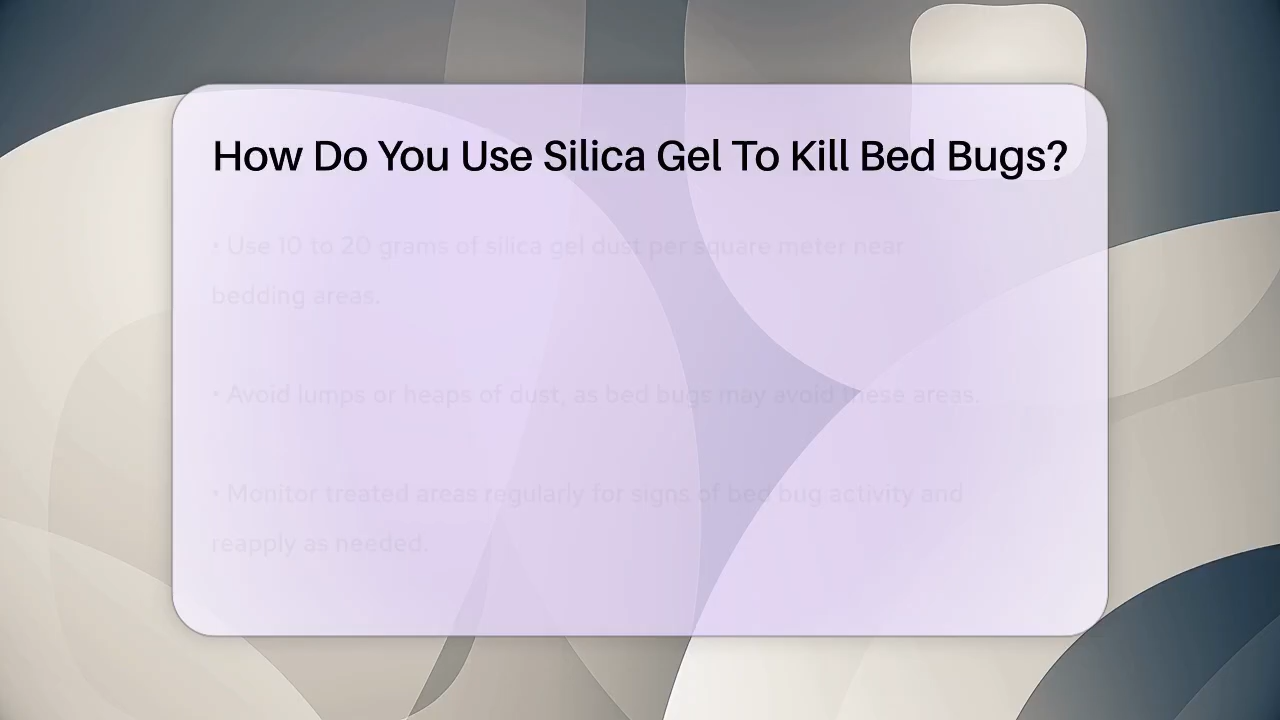 How Do You Use Silica Gel To Kill Bed Bugs?
• Use 10 to 20 grams of silica gel dust per square meter near
bedding areas.
• Avoid lumps or heaps of dust, as bed bugs may avoid these areas.
• Monitor treated areas regularly for signs of bed bug activity and
reapply as needed.